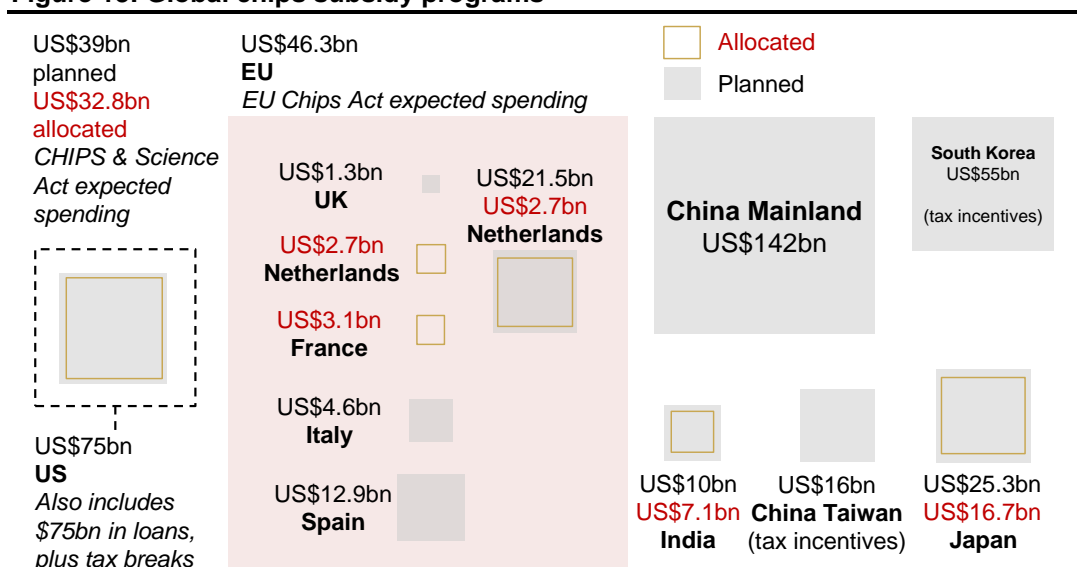 Figure 16: Global chips subsidy programs
US$39bn
planned
US$32.8bn
allocated
CHIPS & Science
Act expected
spending
US$75bn
US
Also includes
$75bn in loans,
plus tax breaks
US$46.3bn
EU
EU Chips Act expected spending
US$1.3bn
UK
US$2.7bn
Netherlands
US$3.1bn
France
US$4.6bn
Italy
US$12.9bn
Spain
US$21.5bn
US$2.7bn
Netherlands
Allocated
Planned
China Mainland
US$142bn
South Korea
US$55bn
(tax incentives)
US$10bn
US$7.1bn
India
US$16bn
China Taiwan
(tax incentives)
US$25.3bn
US$16.7bn
Japan